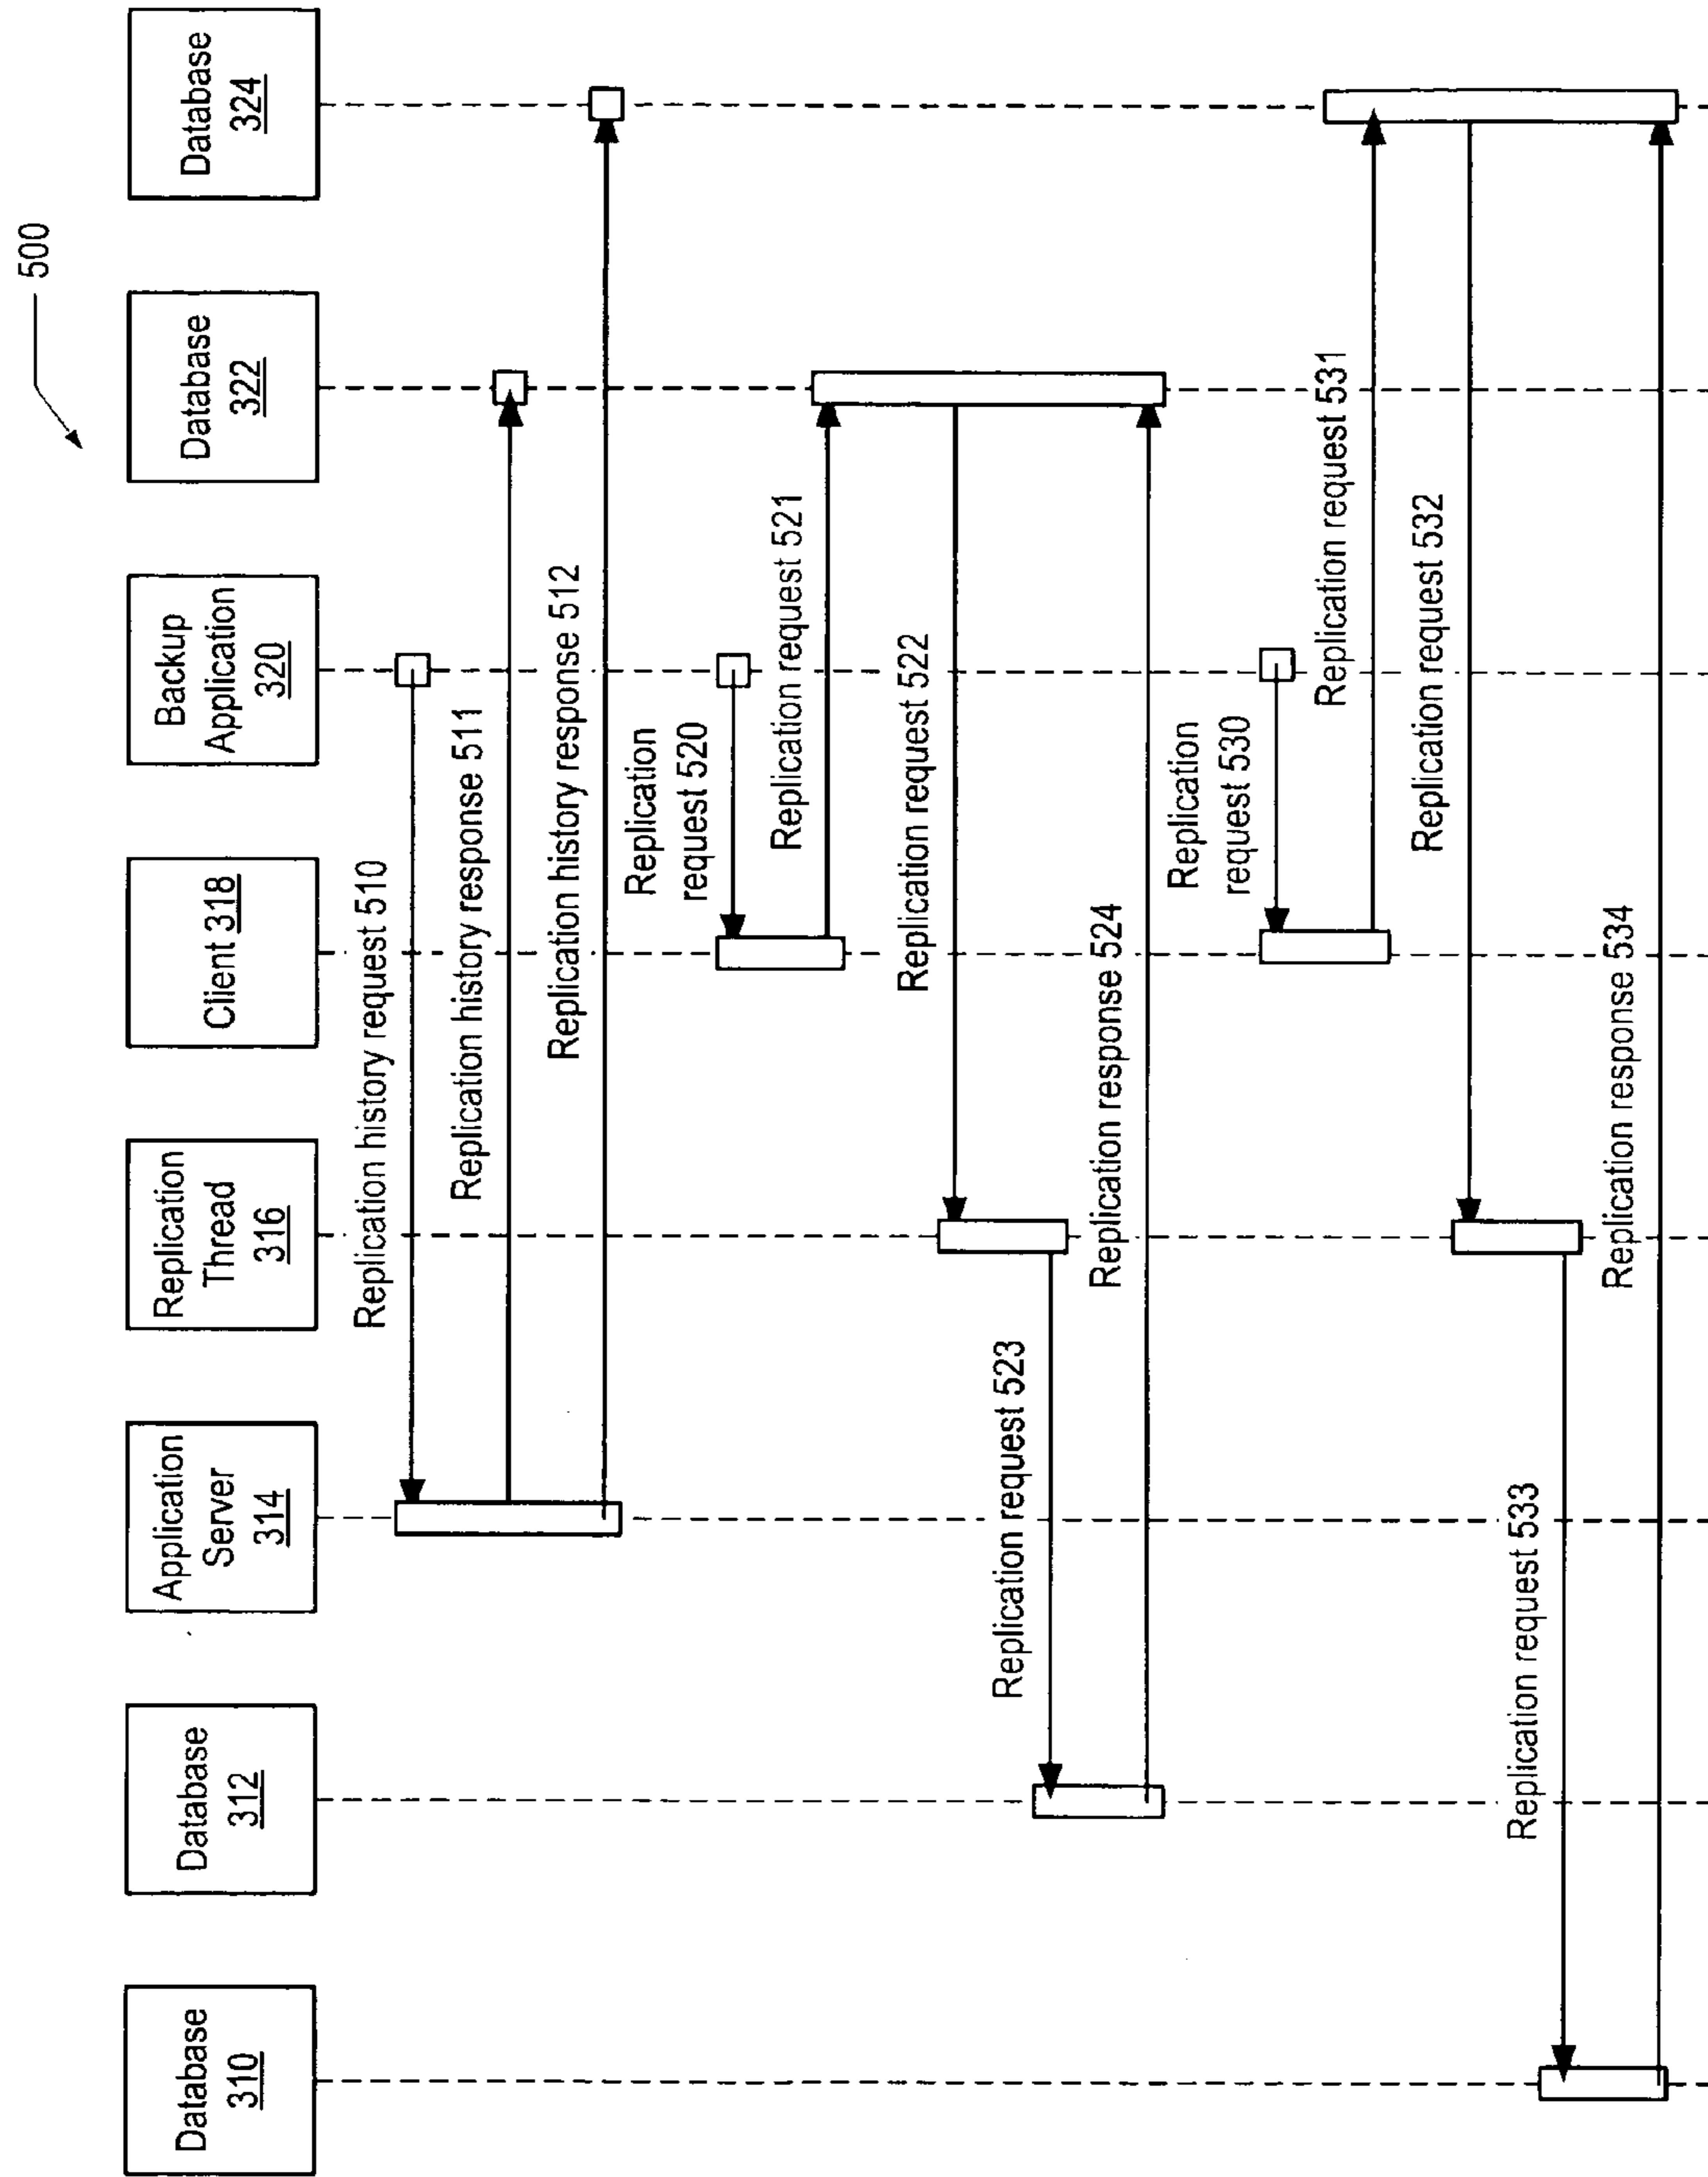 500
Database
310
Database
312
Application
Server
314
Replication
Thread
316
Client 318
Backup
Application
320
Database
322
Database
324
Replication history request 510
Replication history response 511
Replication history response 512
Replication
request 520
Replication request 521
Replication request 522
Replication request 523
Replication response 524
Replication
request 530
Replication request 531
Replication request 532
Replication request 533
Replication response 534